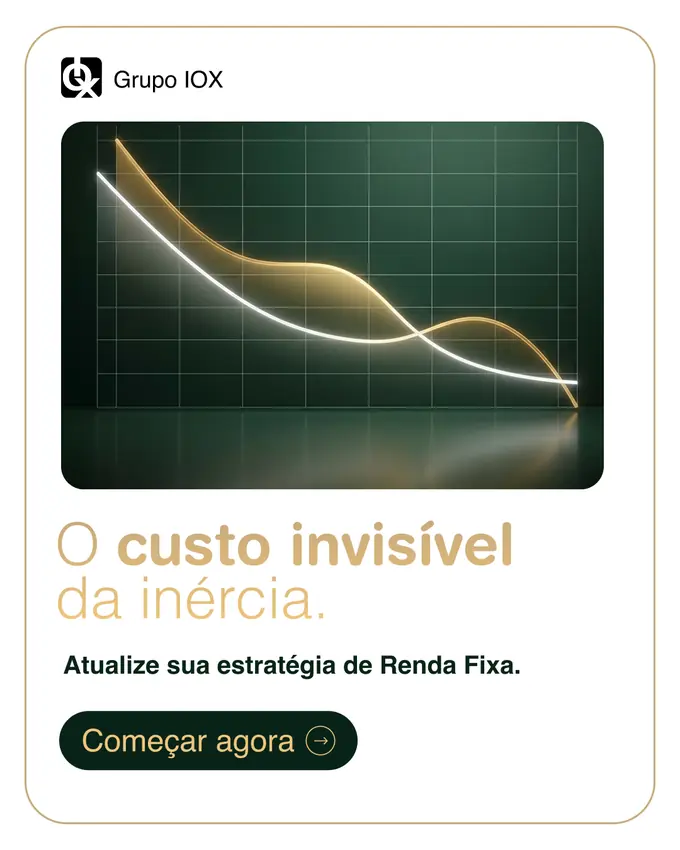 Grupo IOX
O custo invisível
da inércia.
Atualize sua estratégia de Renda Fixa.
Começar agora